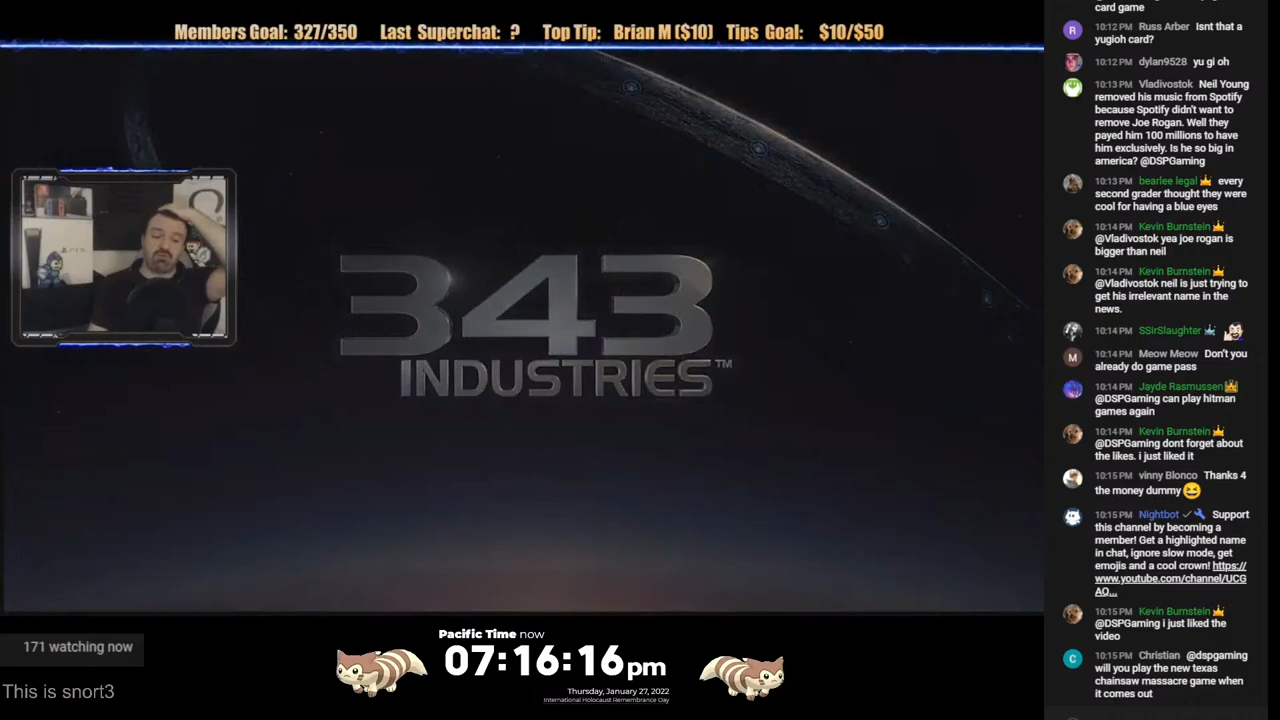 Members Goal: 327/350 Last Superchat: ? Top Tip: Brian M ($10) Tips Goal: $10/$50
343
INDUSTRIES™
171 watching now
This is snort3
Pacific Time now
07:16:16pm
Thursday, January 27, 2022
International Holocaust Remembrance Day
card game
10:12 PM Russ Arber Isnt that a
yugioh card?
10:12 PM dylan9528 yu gi oh
10:13 PM Vladivostok Neil Young
removed his music from Spotify
because Spotify didn't want to
remove Joe Rogan. Well they
payed him 100 millions to have
him exclusively. Is he so big in
america? @DSPGaming
10:13 PM bearlee legal every
second grader thought they were
cool for having a blue eyes
10:14 PM Kevin Burnstein
@Vladivostok yea joe rogan is
bigger than neil
10:14 PM Kevin Burnstein
@Vladivostok neil is just trying to
get his irrelevant name in the
news.
10:14 PM SSirSlaughter
10:14 PM Meow Meow Don't you
already do game pass
10:14 PM Jayde Rasmussen
@DSPGaming can play hitman
games again
10:14 PM Kevin Burnstein
@DSPGaming dont forget about
the likes. i just liked it
10:15 PM vinny Blonco Thanks 4
the money dummy
10:15 PM Nightbot Support
this channel by becoming a
member! Get a highlighted name
in chat, ignore slow mode, get
emojis and a cool crown! https://
www.youtube.com/channel/UCG
AO...
10:15 PM Kevin Burnstein
@DSPGaming i just liked the
video
10:15 PM Christian @dspgaming
will you play the new texas
chainsaw massacre game when
it comes out